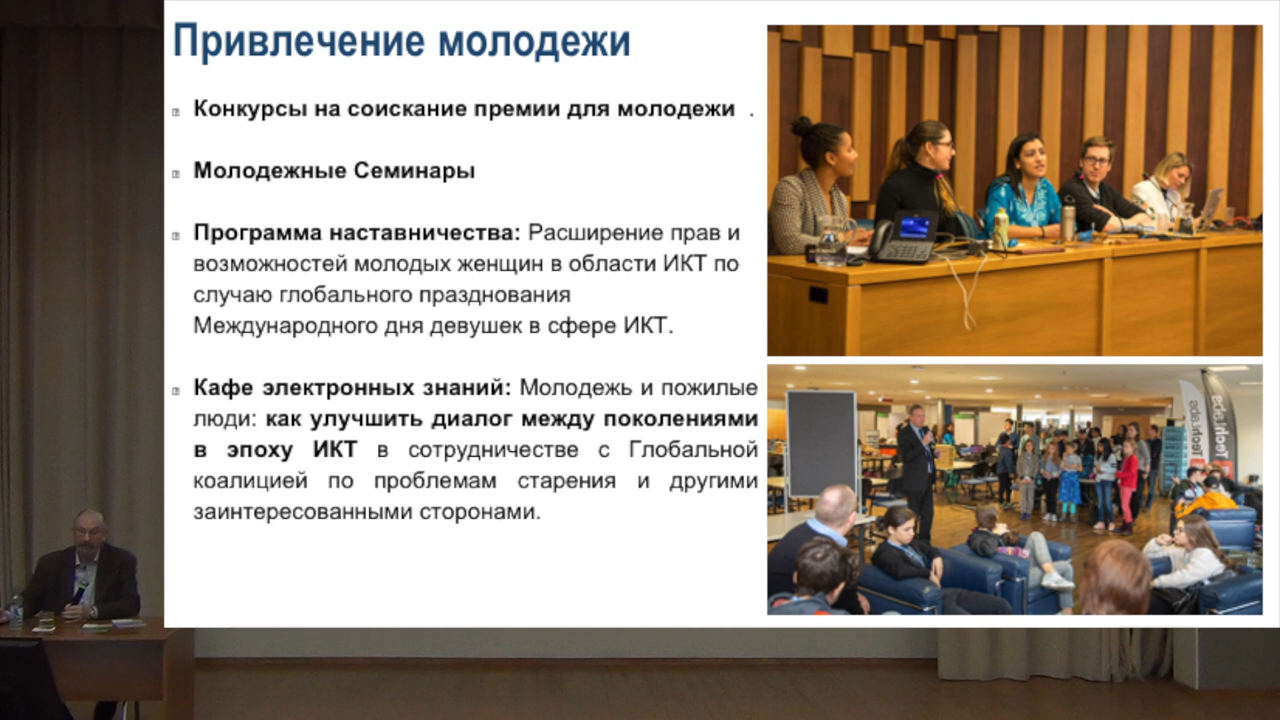 Привлечение молодежи
Конкурсы на соискание премии для молодежи .
Молодежные Семинары
Программа наставничества: Расширение прав и
возможностей молодых женщин в области ИКТ по
случаю глобального празднования
Международного дня девушек в сфере ИКТ.
Кафе электронных знаний: Молодежь и пожилые
люди: как улучшить диалог между поколениями
в эпоху ИКТ в сотрудничестве с Глобальной
коалицией по проблемам старения и другими
заинтересованными сторонами.